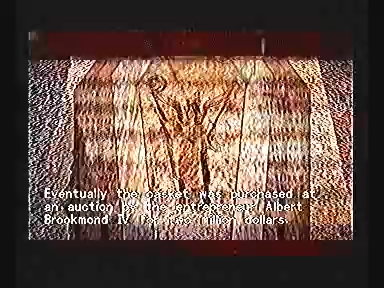 Eventually the casket was purchased at
an auction by the entrepreneur Albert
Brookmond IV for two million dollars.